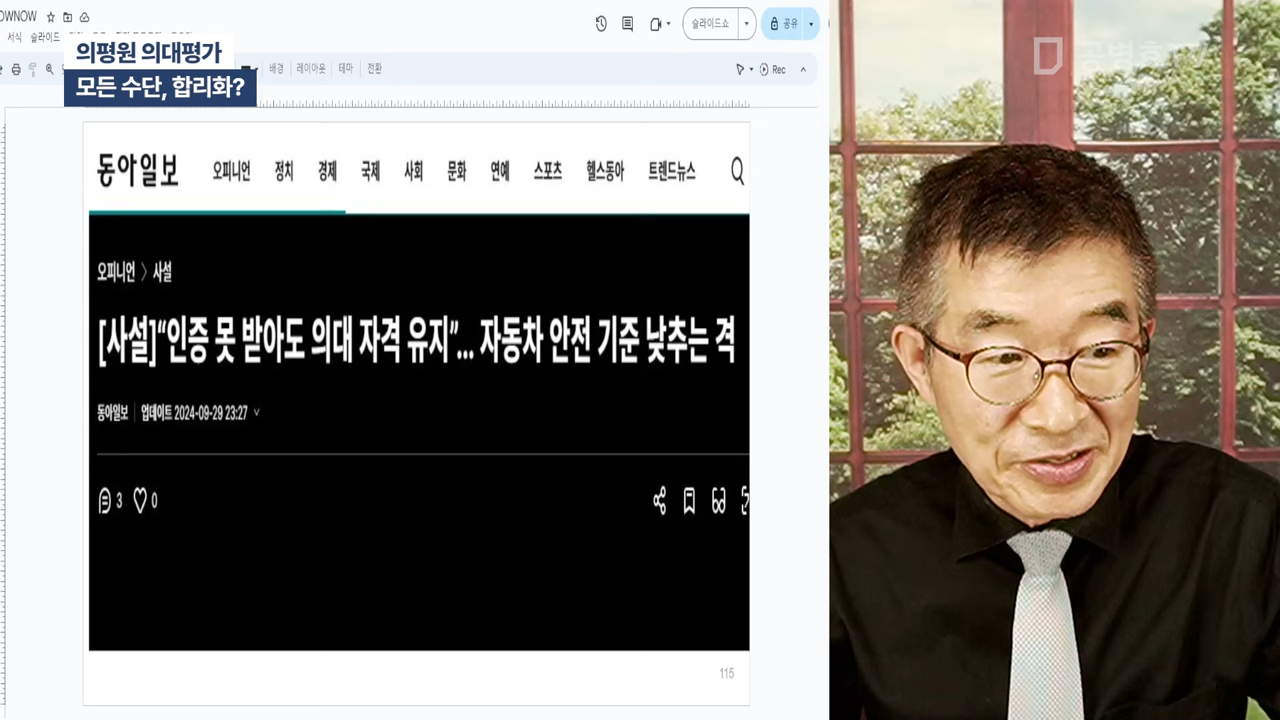 OWNOW
서식 슬라이드
슬라이드쇼
공유
의평원 의대평가
모든 수단, 합리화?
배경 레이아웃 테마 전환
Rec
공병호TV
동아일보 오피니언 정치 경제 국제 사회 문화 연예 스포츠 헬스동아 트렌드뉴스
오피니언 > 사설
[사설]“인증 못 받아도 의대 자격 유지”… 자동차 안전 기준 낮추는 격
동아일보 업데이트 2024-09-29 23:27
3 0
115